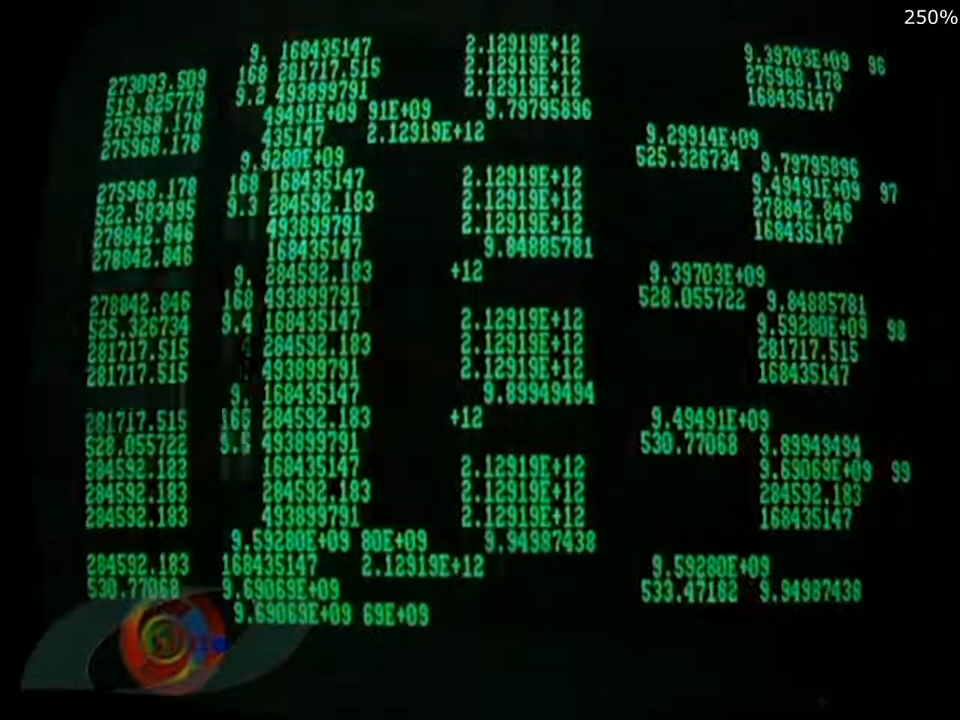 250%
9. 168435147 2.12919E+12 9.39703E+09 96
273093.509 168 281717.515 2.12919E+12 275968.178
519.825779 9.2 493899791 2.12919E+12 168435147
275968.178 49491E+09 91E+09 9.79795896
275968.178 435147 2.12919E+12 9.29914E+09
9.9280E+09 525.326734 9.79795896
275968.178 168 168435147 2.12919E+12 9.49491E+09 97
522.583495 9.3 284592.183 2.12919E+12 278842.846
278842.846 493899791 2.12919E+12 168435147
278842.846 168435147 9.84885781
9. 284592.183 +12 9.39703E+09
278842.846 168 493899791 528.055722 9.84885781
525.326734 9.4 168435147 2.12919E+12 9.59280E+09 98
281717.515 284592.183 2.12919E+12 281717.515
281717.515 493899791 2.12919E+12 168435147
9. 168435147 9.89949494
281717.515 284592.183 +12 9.49491E+09
528.055722 493899791 530.77068 9.89949494
168435147 2.12919E+12 9.69069E+09 99
284592.183 284592.183 2.12919E+12 284592.183
284592.183 493899791 2.12919E+12 168435147
9.59280E+09 80E+09 9.94987438
284592.183 168435147 2.12919E+12 9.59280E+09
530.77068 9.69069E+09 533.47182 9.94987438
9.69069E+09 69E+09